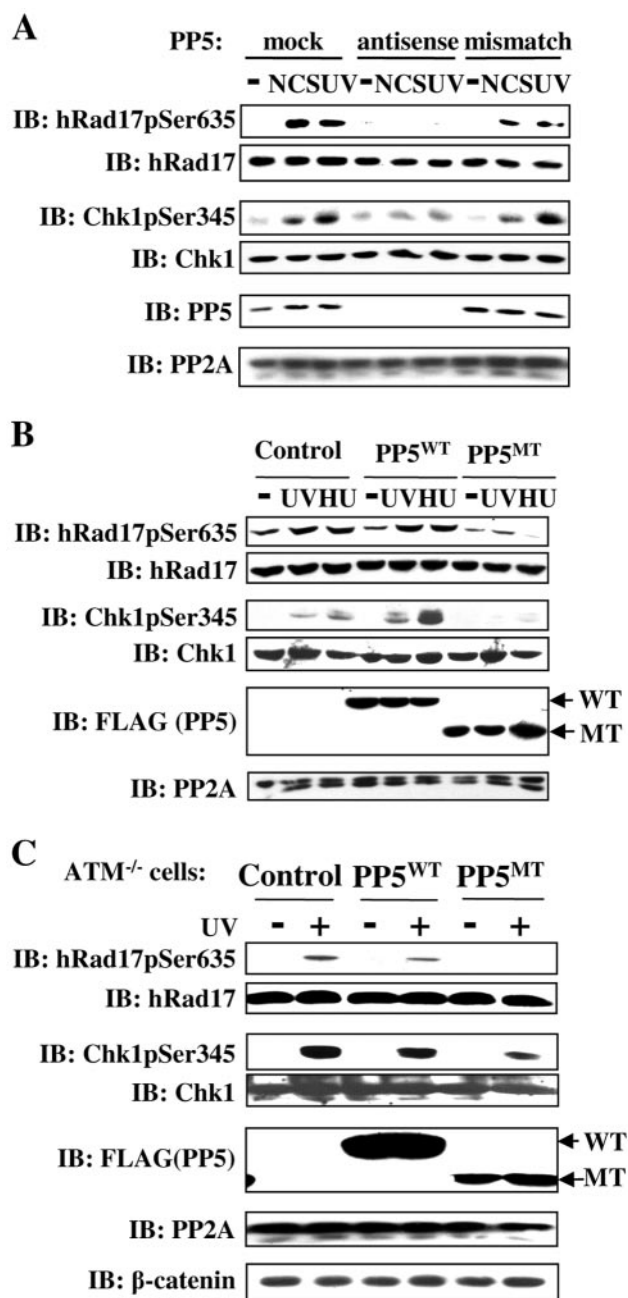 A
PP5: mock antisense mismatch
- NCS UV - NCS UV - NCS UV
IB: hRad17pSer635
IB: hRad17
IB: Chk1pSer345
IB: Chk1
IB: PP5
IB: PP2A
B
Control PP5WT PP5MT
- UV HU - UV HU - UV HU
IB: hRad17pSer635
IB: hRad17
IB: Chk1pSer345
IB: Chk1
IB: FLAG (PP5)
WT
MT
IB: PP2A
C
ATM-/- cells: Control PP5WT PP5MT
UV - + - + - +
IB: hRad17pSer635
IB: hRad17
IB: Chk1pSer345
IB: Chk1
IB: FLAG(PP5)
WT
MT
IB: PP2A
IB: β-catenin